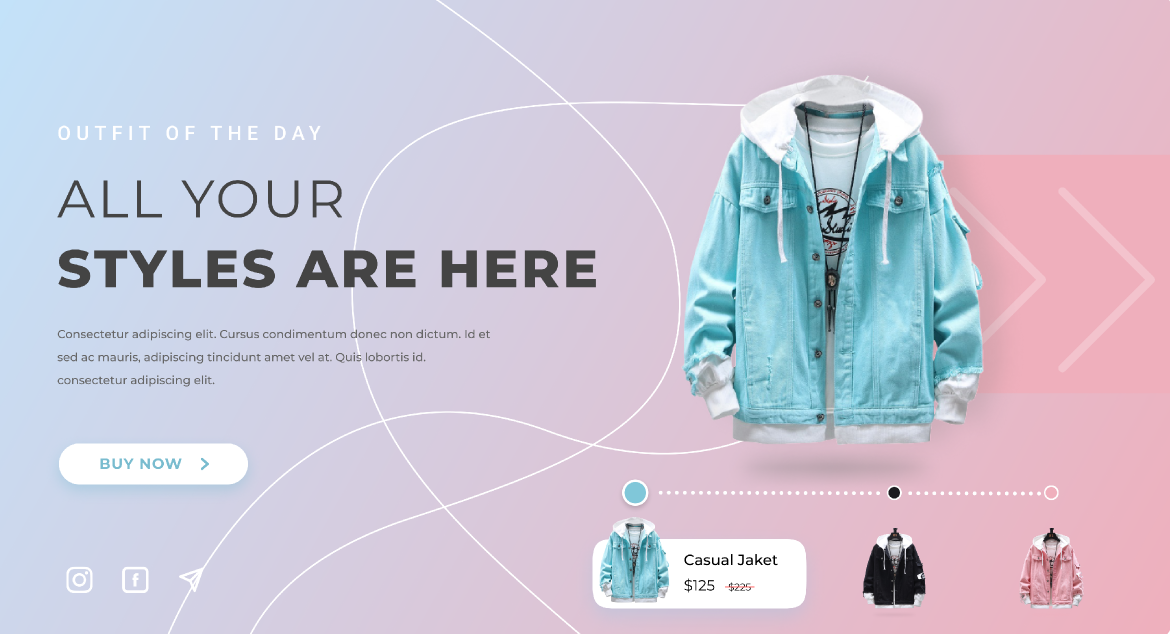 OUTFIT OF THE DAY
ALL YOUR
STYLES ARE HERE
Consectetur adipiscing elit. Cursus condimentum donec non dictum. Id et
sed ac mauris, adipiscing tincidunt amet vel at. Quis lobortis id.
consectetur adipiscing elit.
BUY NOW
Casual Jaket
$125 $225